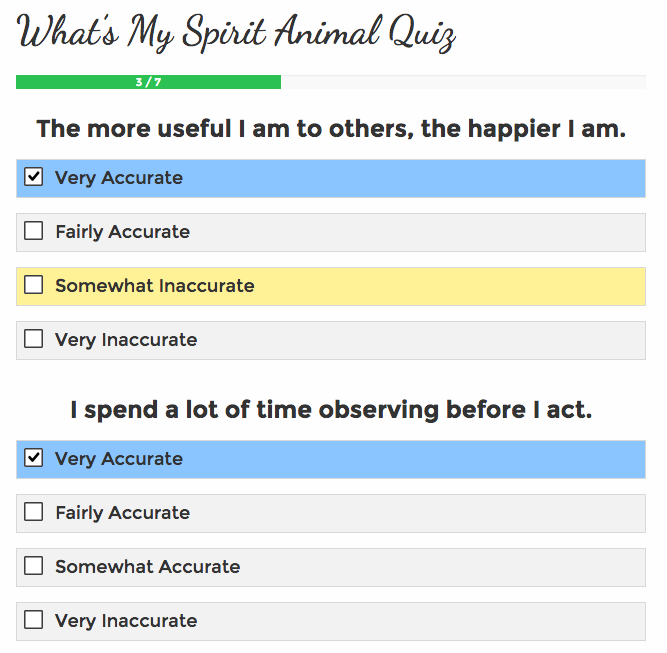 What's My Spirit Animal Quiz
3 / 7
The more useful I am to others, the happier I am.
Very Accurate
Fairly Accurate
Somewhat Inaccurate
Very Inaccurate
I spend a lot of time observing before I act.
Very Accurate
Fairly Accurate
Somewhat Accurate
Very Inaccurate